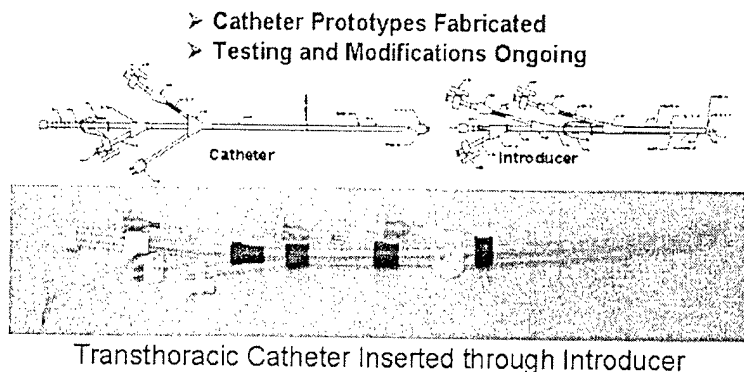 ➢ Catheter Prototypes Fabricated
➢ Testing and Modifications Ongoing
Catheter
Introducer
Transthoracic Catheter Inserted through Introducer